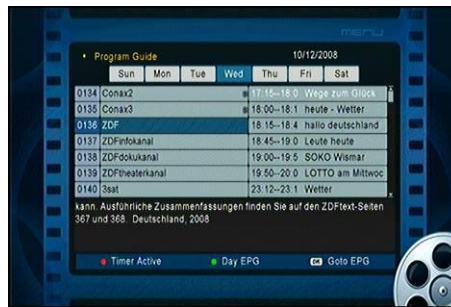 menu
Program Guide 10/12/2008
Sun Mon Tue Wed Thu Fri Sat
0134 Conax2 17:15--18:0 Wege zum Glück
0135 Conax3 18:00--18:1 heute - Wetter
0136 ZDF 18:15--18:4 hallo deutschland
0137 ZDFinfokanal 18:45--19:0 Leute heute
0138 ZDFdokukanal 19:00--19:5 SOKO Wismar
0139 ZDFtheaterkanal 19:50--20:0 LOTTO am Mittwoc
0140 3sat 23:12--23:1 Wetter
kann. Ausführliche Zusammenfassungen finden Sie auf den ZDFtext-Seiten
367 und 368. Deutschland, 2008
Timer Active Day EPG OK Goto EPG